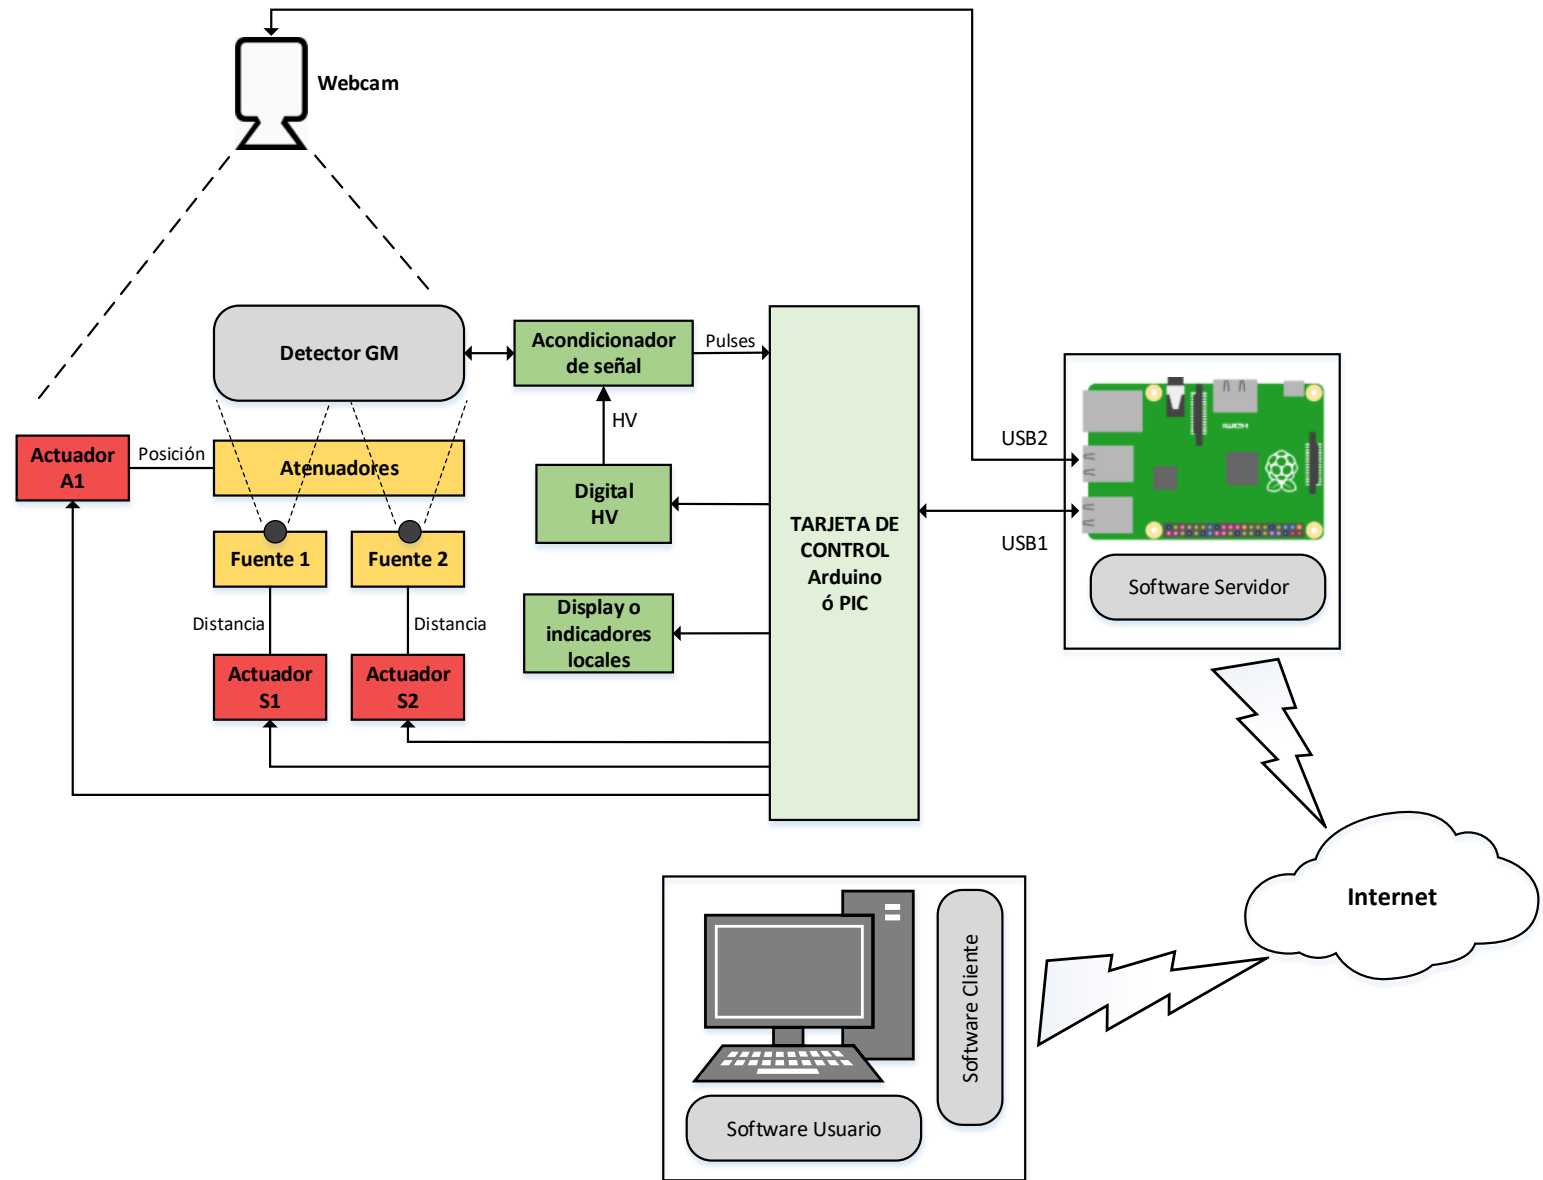 Webcam
Detector GM
Acondicionador
de señal
Pulses
HV
Actuador
A1
Posición
Atenuadores
Digital
HV
Fuente 1
Fuente 2
Distancia
Distancia
Display o
indicadores
locales
Actuador
S1
Actuador
S2
TARJETA DE
CONTROL
Arduino
ó PIC
USB2
USB1
HDMI
Software Servidor
Internet
Software Cliente
Software Usuario